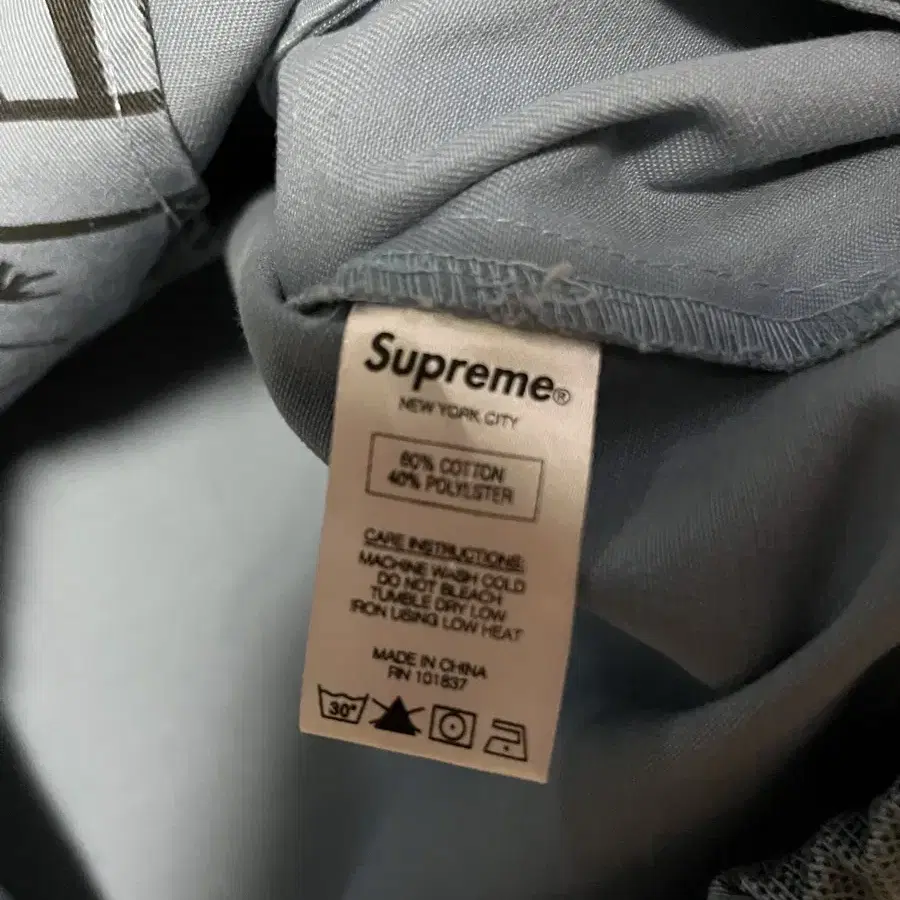 Supreme®
NEW YORK CITY
60% COTTON
40% POLYESTER
CARE INSTRUCTIONS:
MACHINE WASH COLD
DO NOT BLEACH
TUMBLE DRY LOW
IRON USING LOW HEAT
MADE IN CHINA
RN 101837
30°